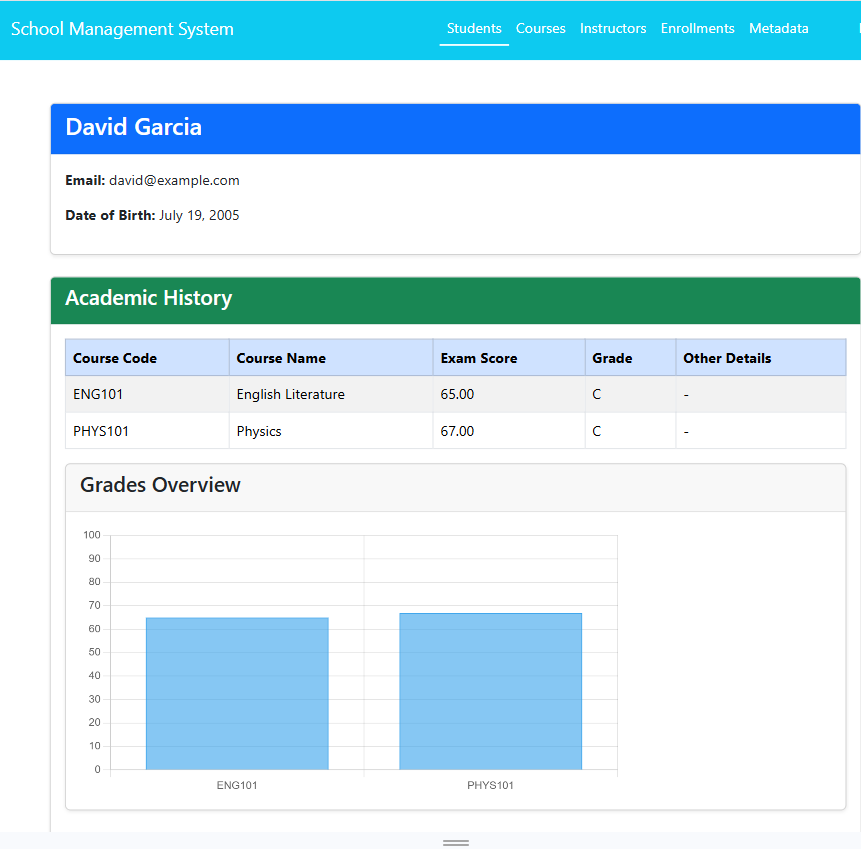 School Management System Students Courses Instructors Enrollments Metadata
David Garcia
Email: david@example.com
Date of Birth: July 19, 2005
Academic History
Course Code Course Name Exam Score Grade Other Details
ENG101 English Literature 65.00 C -
PHYS101 Physics 67.00 C -
Grades Overview
100
90
80
70
60
50
40
30
20
10
0
ENG101 PHYS101